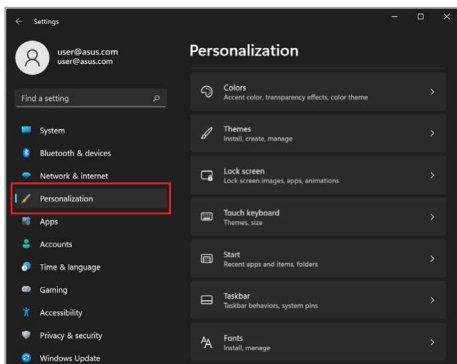 Settings
user@asus.com
user@asus.com
Find a setting
System
Bluetooth & devices
Network & internet
Personalization
Apps
Accounts
Time & language
Gaming
Accessibility
Privacy & security
Windows Update
Personalization
Colors
Accent color, transparency effects, color theme
Themes
Install, create, manage
Lock screen
Lock screen images, apps, animations
Touch keyboard
Themes, size
Start
Recent apps and items, folders
Taskbar
Taskbar behaviors, system pins
Fonts
Install, manage